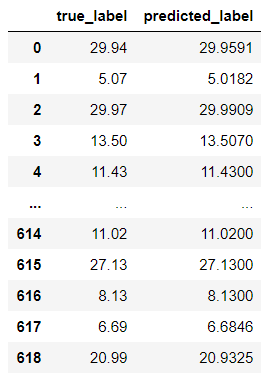 true_label predicted_label
0 29.94 29.9591
1 5.07 5.0182
2 29.97 29.9909
3 13.50 13.5070
4 11.43 11.4300
... ... ...
614 11.02 11.0200
615 27.13 27.1300
616 8.13 8.1300
617 6.69 6.6846
618 20.99 20.9325